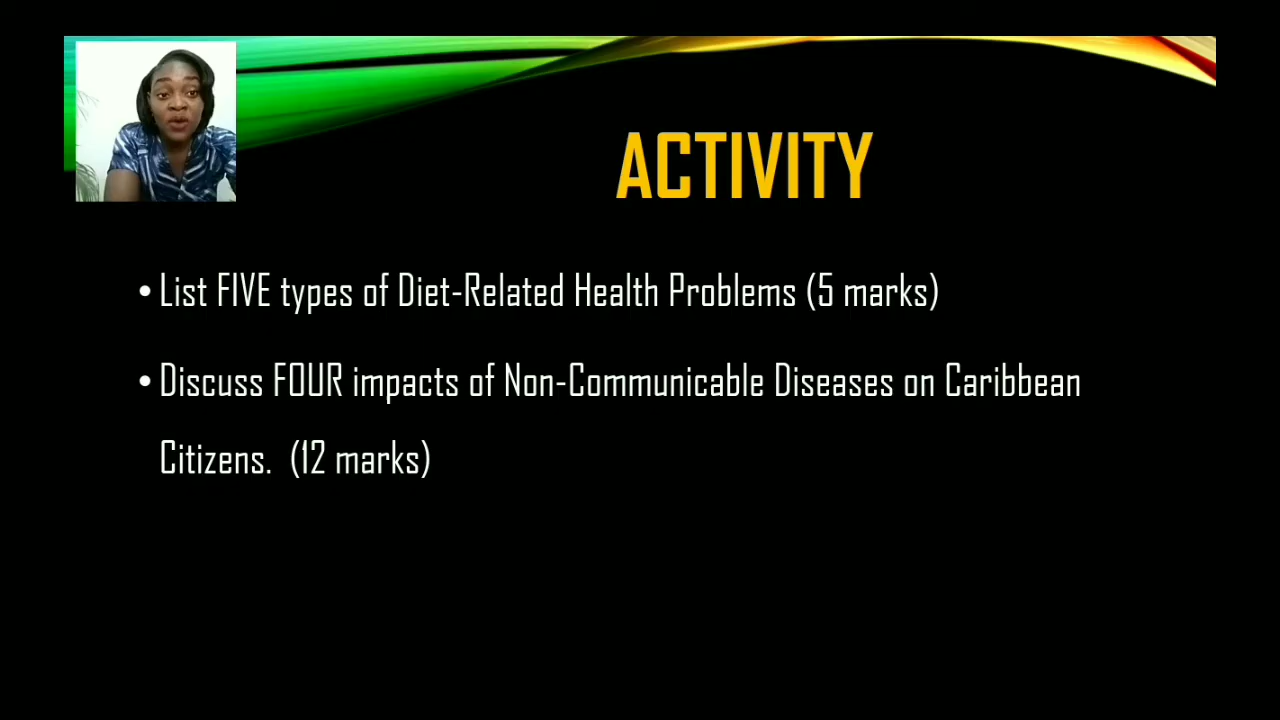 ACTIVITY
• List FIVE types of Diet-Related Health Problems (5 marks)
• Discuss FOUR impacts of Non-Communicable Diseases on Caribbean
Citizens. (12 marks)